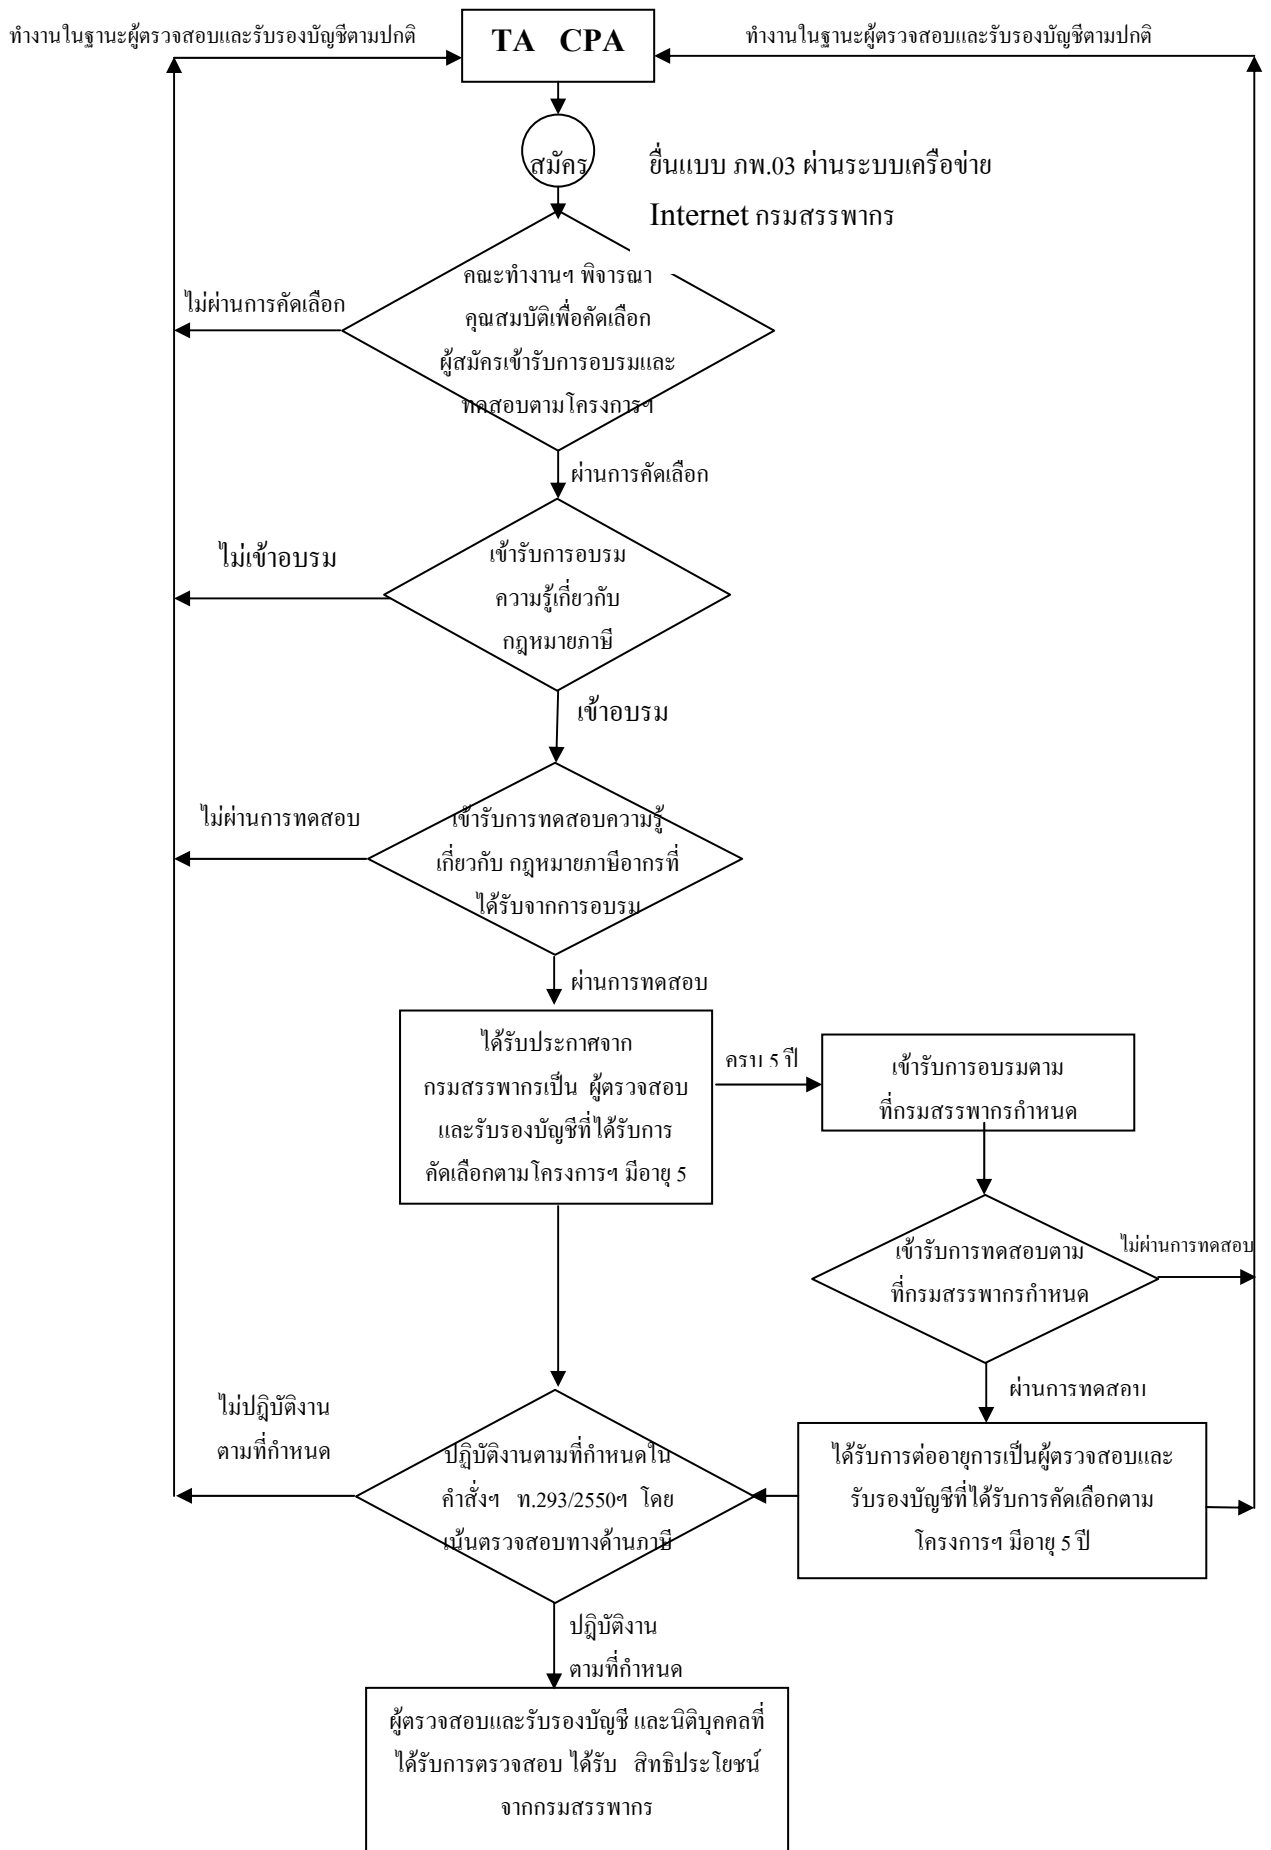 ทำงานในฐานะผู้ตรวจสอบและรับรองบัญชีตามปกติ
TA CPA
ทำงานในฐานะผู้ตรวจสอบและรับรองบัญชีตามปกติ
สมัคร
ยื่นแบบ ภพ.03 ผ่านระบบเครือข่าย
Internet กรมสรรพากร
คณะทำงานฯ พิจารณา
คุณสมบัติเพื่อคัดเลือก
ผู้สมัครเข้ารับการอบรมและ
ทดสอบตามโครงการฯ
ไม่ผ่านการคัดเลือก
ผ่านการคัดเลือก
ไม่เข้าอบรม
เข้ารับการอบรม
ความรู้เกี่ยวกับ
กฎหมายภาษี
เข้าอบรม
ไม่ผ่านการทดสอบ
เข้ารับการทดสอบความรู้
เกี่ยวกับ กฎหมายภาษีอากรที่
ได้รับจากการอบรม
ผ่านการทดสอบ
ได้รับประกาศจาก
กรมสรรพากรเป็น ผู้ตรวจสอบ
และรับรองบัญชีที่ได้รับการ
คัดเลือกตามโครงการฯ มีอายุ 5
ครบ 5 ปี
เข้ารับการอบรมตาม
ที่กรมสรรพากรกำหนด
เข้ารับการทดสอบตาม
ที่กรมสรรพากรกำหนด
ไม่ผ่านการทดสอบ
ผ่านการทดสอบ
ไม่ปฎิบัติงาน
ตามที่กำหนด
ปฏิบัติงานตามที่กำหนดใน
คำสั่งฯ ท.293/2550ฯ โดย
เน้นตรวจสอบทางด้านภาษี
ได้รับการต่ออายุการเป็นผู้ตรวจสอบและ
รับรองบัญชีที่ได้รับการคัดเลือกตาม
โครงการฯ มีอายุ 5 ปี
ปฎิบัติงาน
ตามที่กำหนด
ผู้ตรวจสอบและรับรองบัญชี และนิติบุคคลที่
ได้รับการตรวจสอบ ได้รับ สิทธิประโยชน์
จากกรมสรรพากร